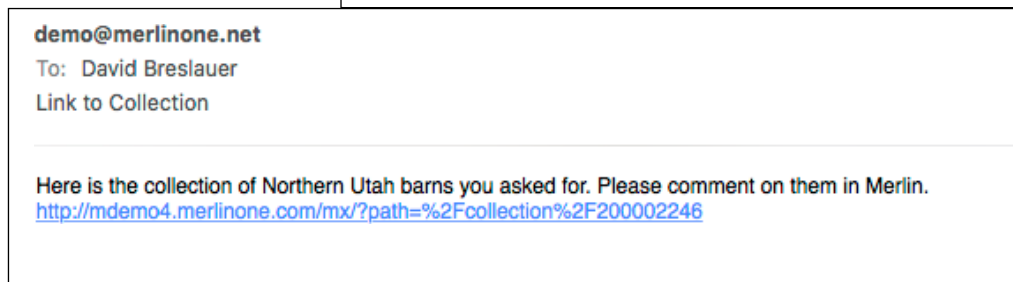 demo@merlinone.net
To: David Breslauer
Link to Collection
Here is the collection of Northern Utah barns you asked for. Please comment on them in Merlin.
http://mdemo4.merlinone.com/mx/?path=%2Fcollection%2F200002246